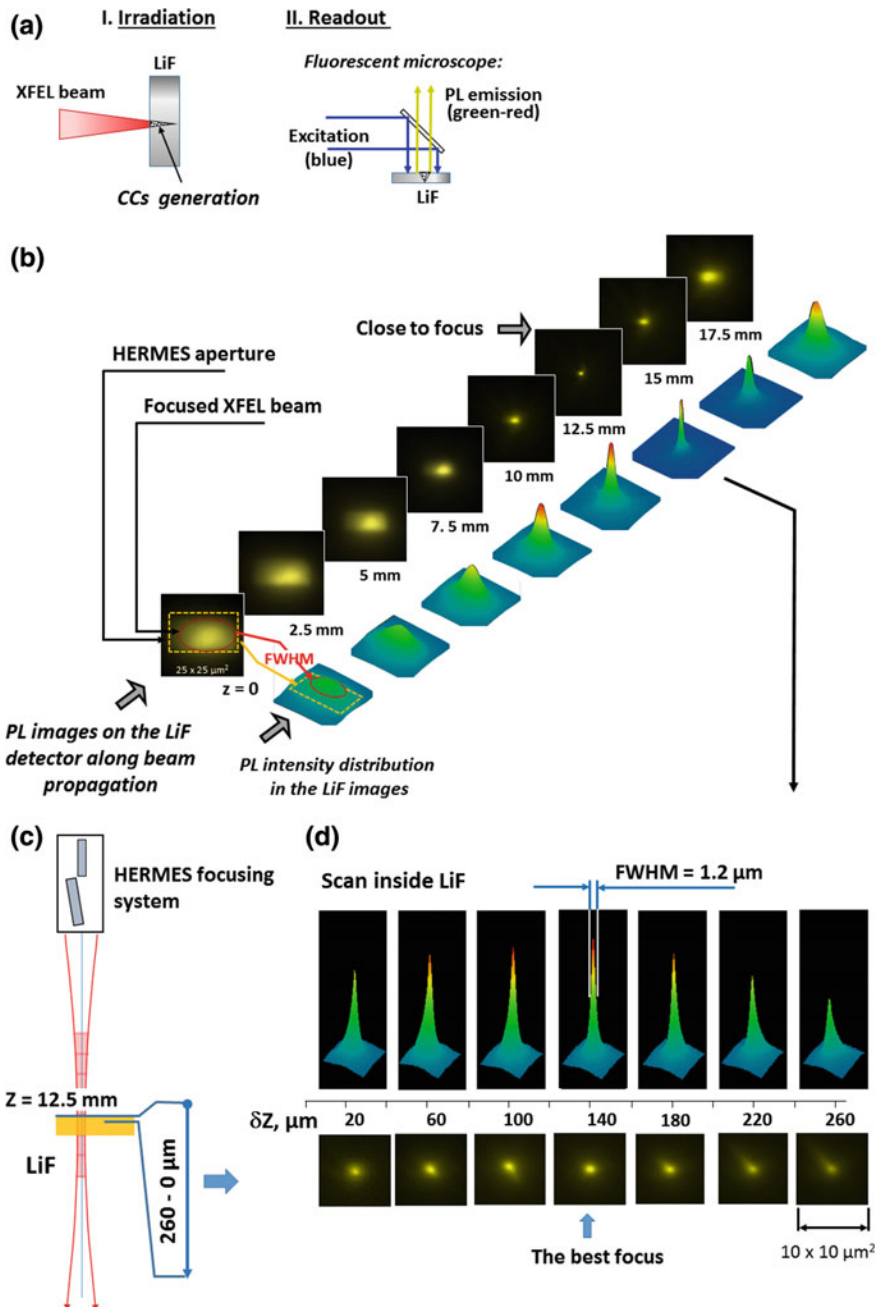 (a)
I. Irradiation
II. Readout
LiF
XFEL beam
CCs generation
Fluorescent microscope:
PL emission
(green-red)
Excitation
(blue)
LiF
(b)
17.5 mm
Close to focus
15 mm
HERMES aperture
12.5 mm
Focused XFEL beam
10 mm
7. 5 mm
5 mm
2.5 mm
FWHM
25 x 25 µm²
z = 0
PL images on the LiF
detector along beam
propagation
PL intensity distribution
in the LiF images
(c)
HERMES focusing
system
Z = 12.5 mm
LiF
260 - 0 µm
(d)
Scan inside LiF
FWHM = 1.2 µm
δZ, µm
20 60 100 140 180 220 260
The best focus
10 x 10 µm²